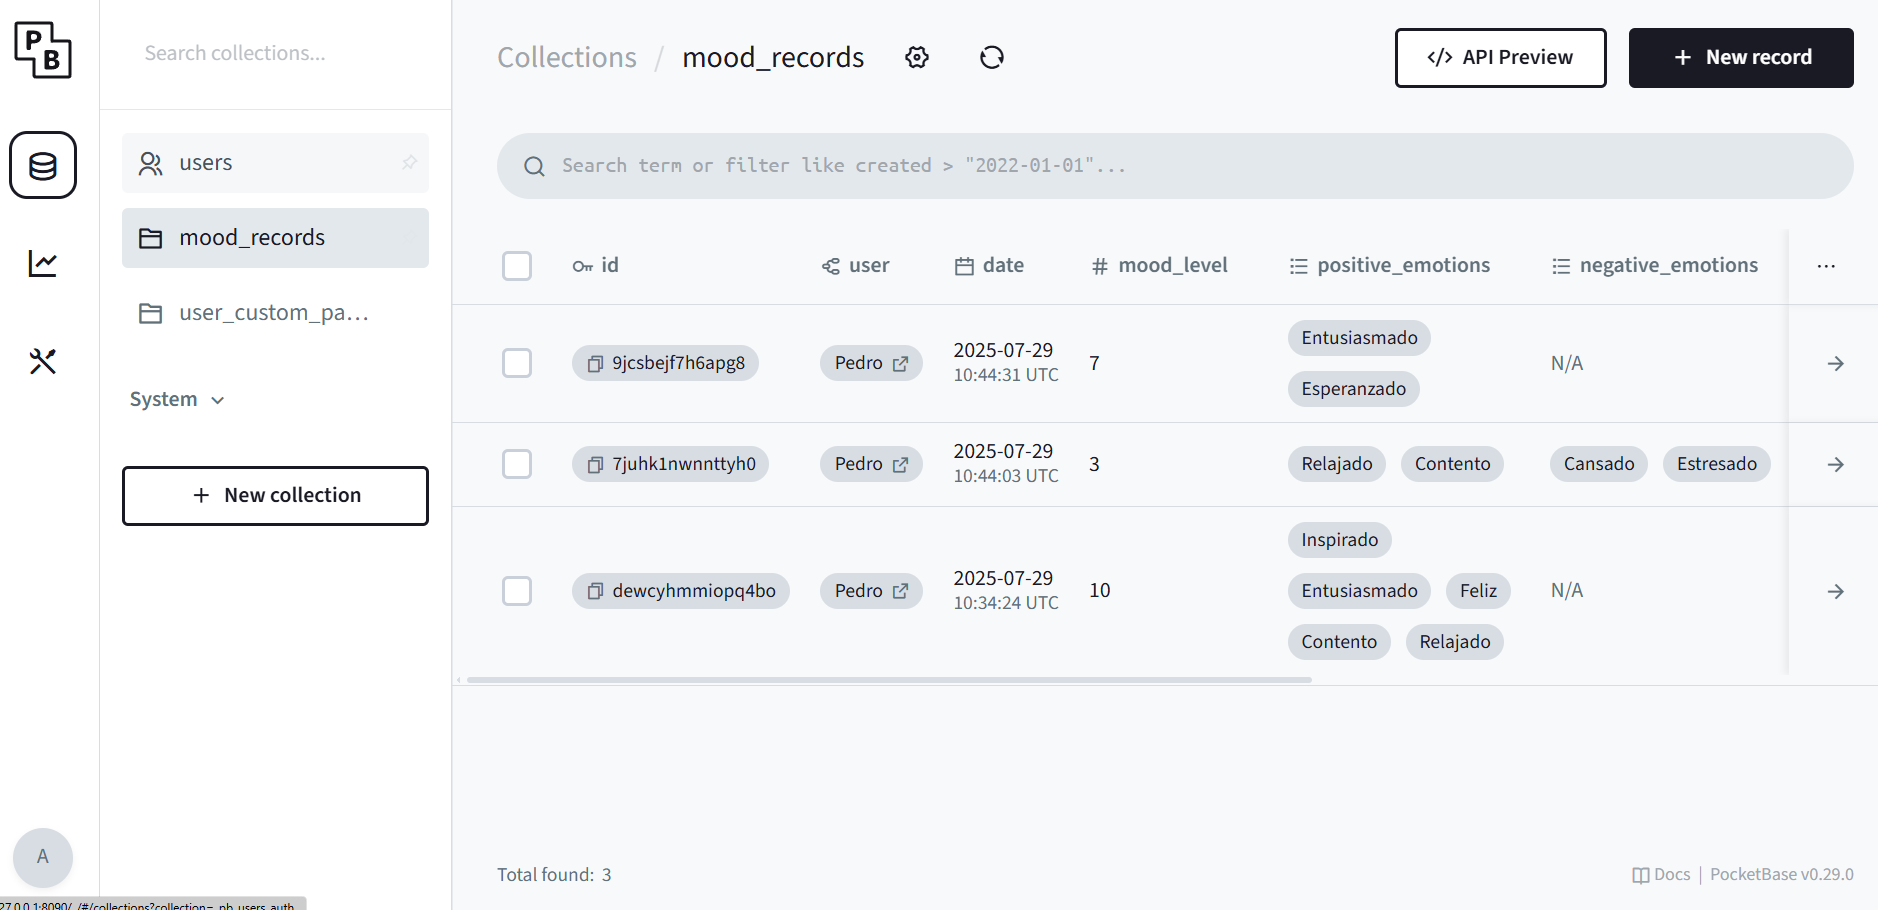 P
B
Search collections...
users
mood_records
user_custom_pa...
System
New collection
A
Collections / mood_records
</> API Preview
+ New record
Search term or filter like created > "2022-01-01"...
id user date # mood_level positive_emotions negative_emotions ...
9jcsbejf7h6apg8 Pedro 2025-07-29 10:44:31 UTC 7 Entusiasmado Esperanzado N/A
7juhk1nwnnttyh0 Pedro 2025-07-29 10:44:03 UTC 3 Relajado Contento Cansado Estresado
dewcyhmmiopq4bo Pedro 2025-07-29 10:34:24 UTC 10 Inspirado Entusiasmado Feliz Contento Relajado N/A
Total found: 3
Docs | PocketBase v0.29.0
27.0.0.1:8090/_/#/collections?collection=_pb_users_auth_